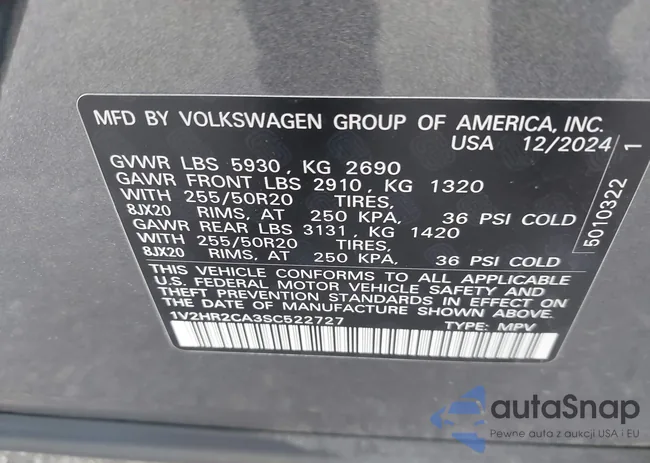 MFD BY VOLKSWAGEN GROUP OF AMERICA, INC.
USA 12/2024
GVWR LBS 5930, KG 2690
GAWR FRONT LBS 2910, KG 1320
WITH 255/50R20 TIRES,
8JX20 RIMS, AT 250 KPA, 36 PSI COLD
GAWR REAR LBS 3131, KG 1420
WITH 255/50R20 TIRES,
8JX20 RIMS, AT 250 KPA, 36 PSI COLD
THIS VEHICLE CONFORMS TO ALL APPLICABLE
U.S. FEDERAL MOTOR VEHICLE SAFETY AND
THEFT PREVENTION STANDARDS IN EFFECT ON
THE DATE OF MANUFACTURE SHOWN ABOVE.
1V2HR2CA3SC522727 TYPE: MPV
5010322 1
autaSnap
Pewne auta z aukcji USA i EU